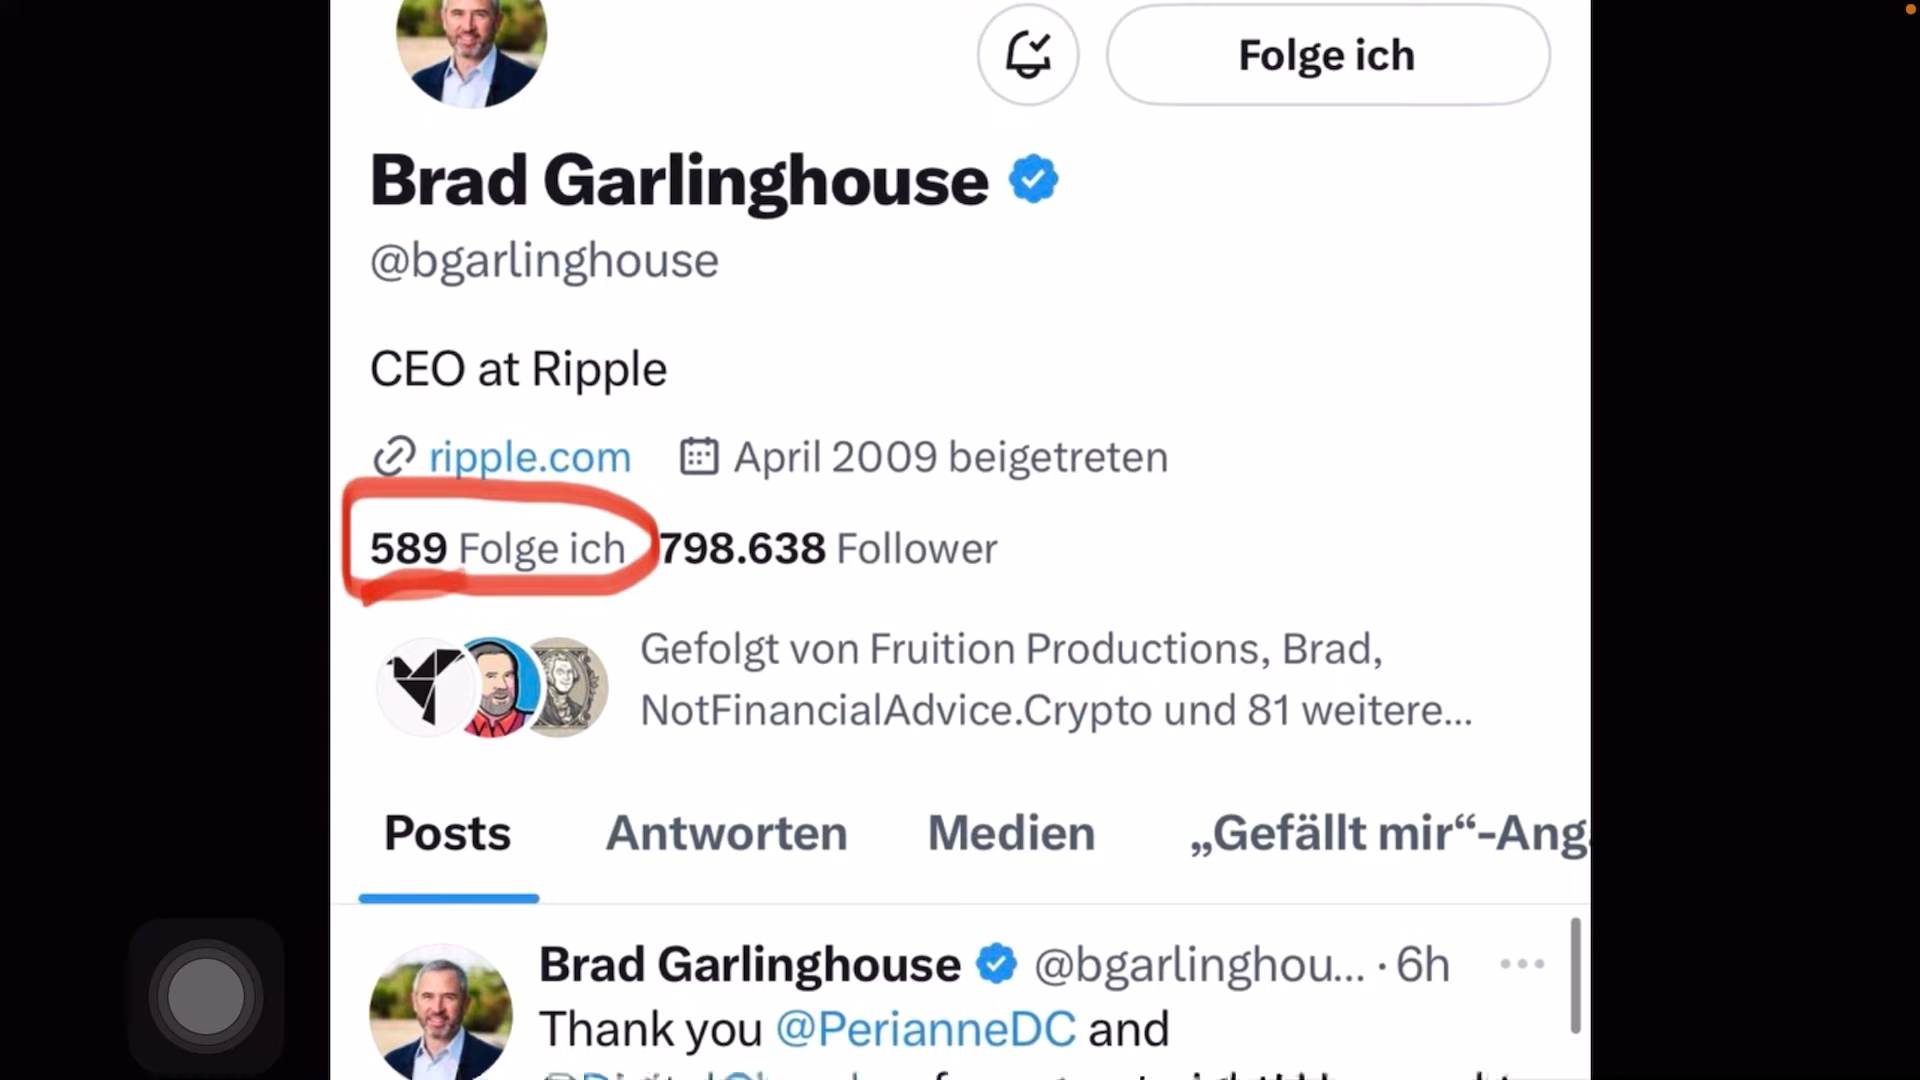 Folge ich
Brad Garlinghouse
@bgarlinghouse
CEO at Ripple
ripple.com April 2009 beigetreten
589 Folge ich 798.638 Follower
Gefolgt von Fruition Productions, Brad,
NotFinancialAdvice.Crypto und 81 weitere...
Posts Antworten Medien „Gefällt mir“-Ang
Brad Garlinghouse @bgarlinghou... · 6h
Thank you @PerianneDC and